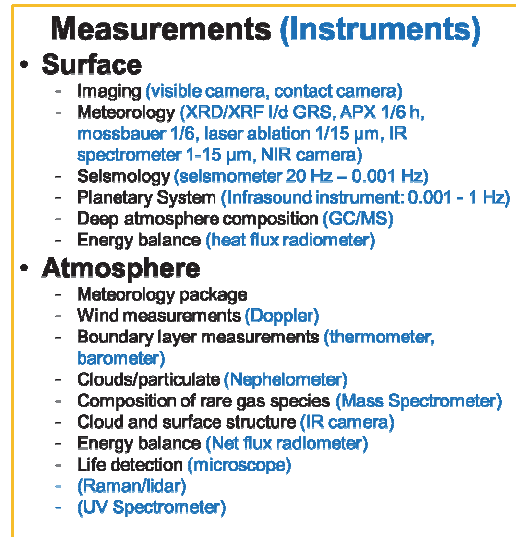 Measurements (Instruments)
• Surface
- Imaging (visible camera, contact camera)
- Meteorology (XRD/XRF I/d GRS, APX 1/6 h,
mossbauer 1/6, laser ablation 1/15 µm, IR
spectrometer 1-15 µm, NIR camera)
- Seismology (seismometer 20 Hz – 0.001 Hz)
- Planetary System (Infrasound instrument: 0.001 - 1 Hz)
- Deep atmosphere composition (GC/MS)
- Energy balance (heat flux radiometer)
• Atmosphere
- Meteorology package
- Wind measurements (Doppler)
- Boundary layer measurements (thermometer,
barometer)
- Clouds/particulate (Nephelometer)
- Composition of rare gas species (Mass Spectrometer)
- Cloud and surface structure (IR camera)
- Energy balance (Net flux radiometer)
- Life detection (microscope)
- (Raman/lidar)
- (UV Spectrometer)